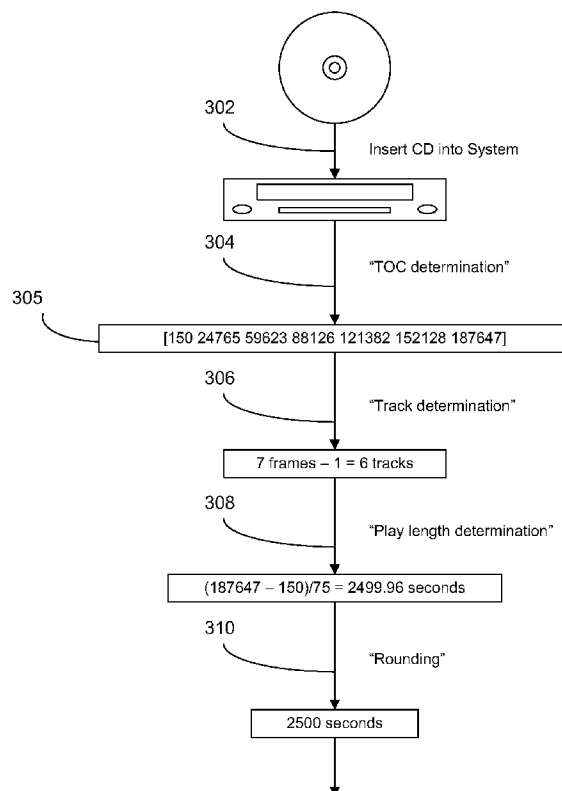 302
Insert CD into System
304
“TOC determination”
305
[150 24765 59623 88126 121382 152128 187647]
306
“Track determination”
7 frames – 1 = 6 tracks
308
“Play length determination”
(187647 – 150)/75 = 2499.96 seconds
310
“Rounding”
2500 seconds